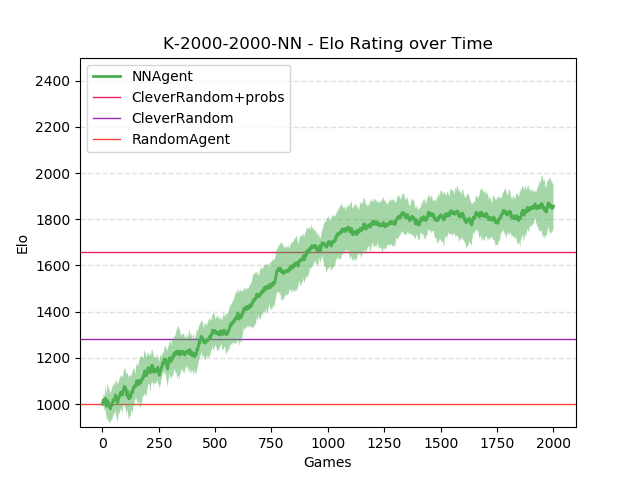 K-2000-2000-NN - Elo Rating over Time
NNAgent
CleverRandom+probs
CleverRandom
RandomAgent
Elo
2400
2200
2000
1800
1600
1400
1200
1000
0 250 500 750 1000 1250 1500 1750 2000
Games